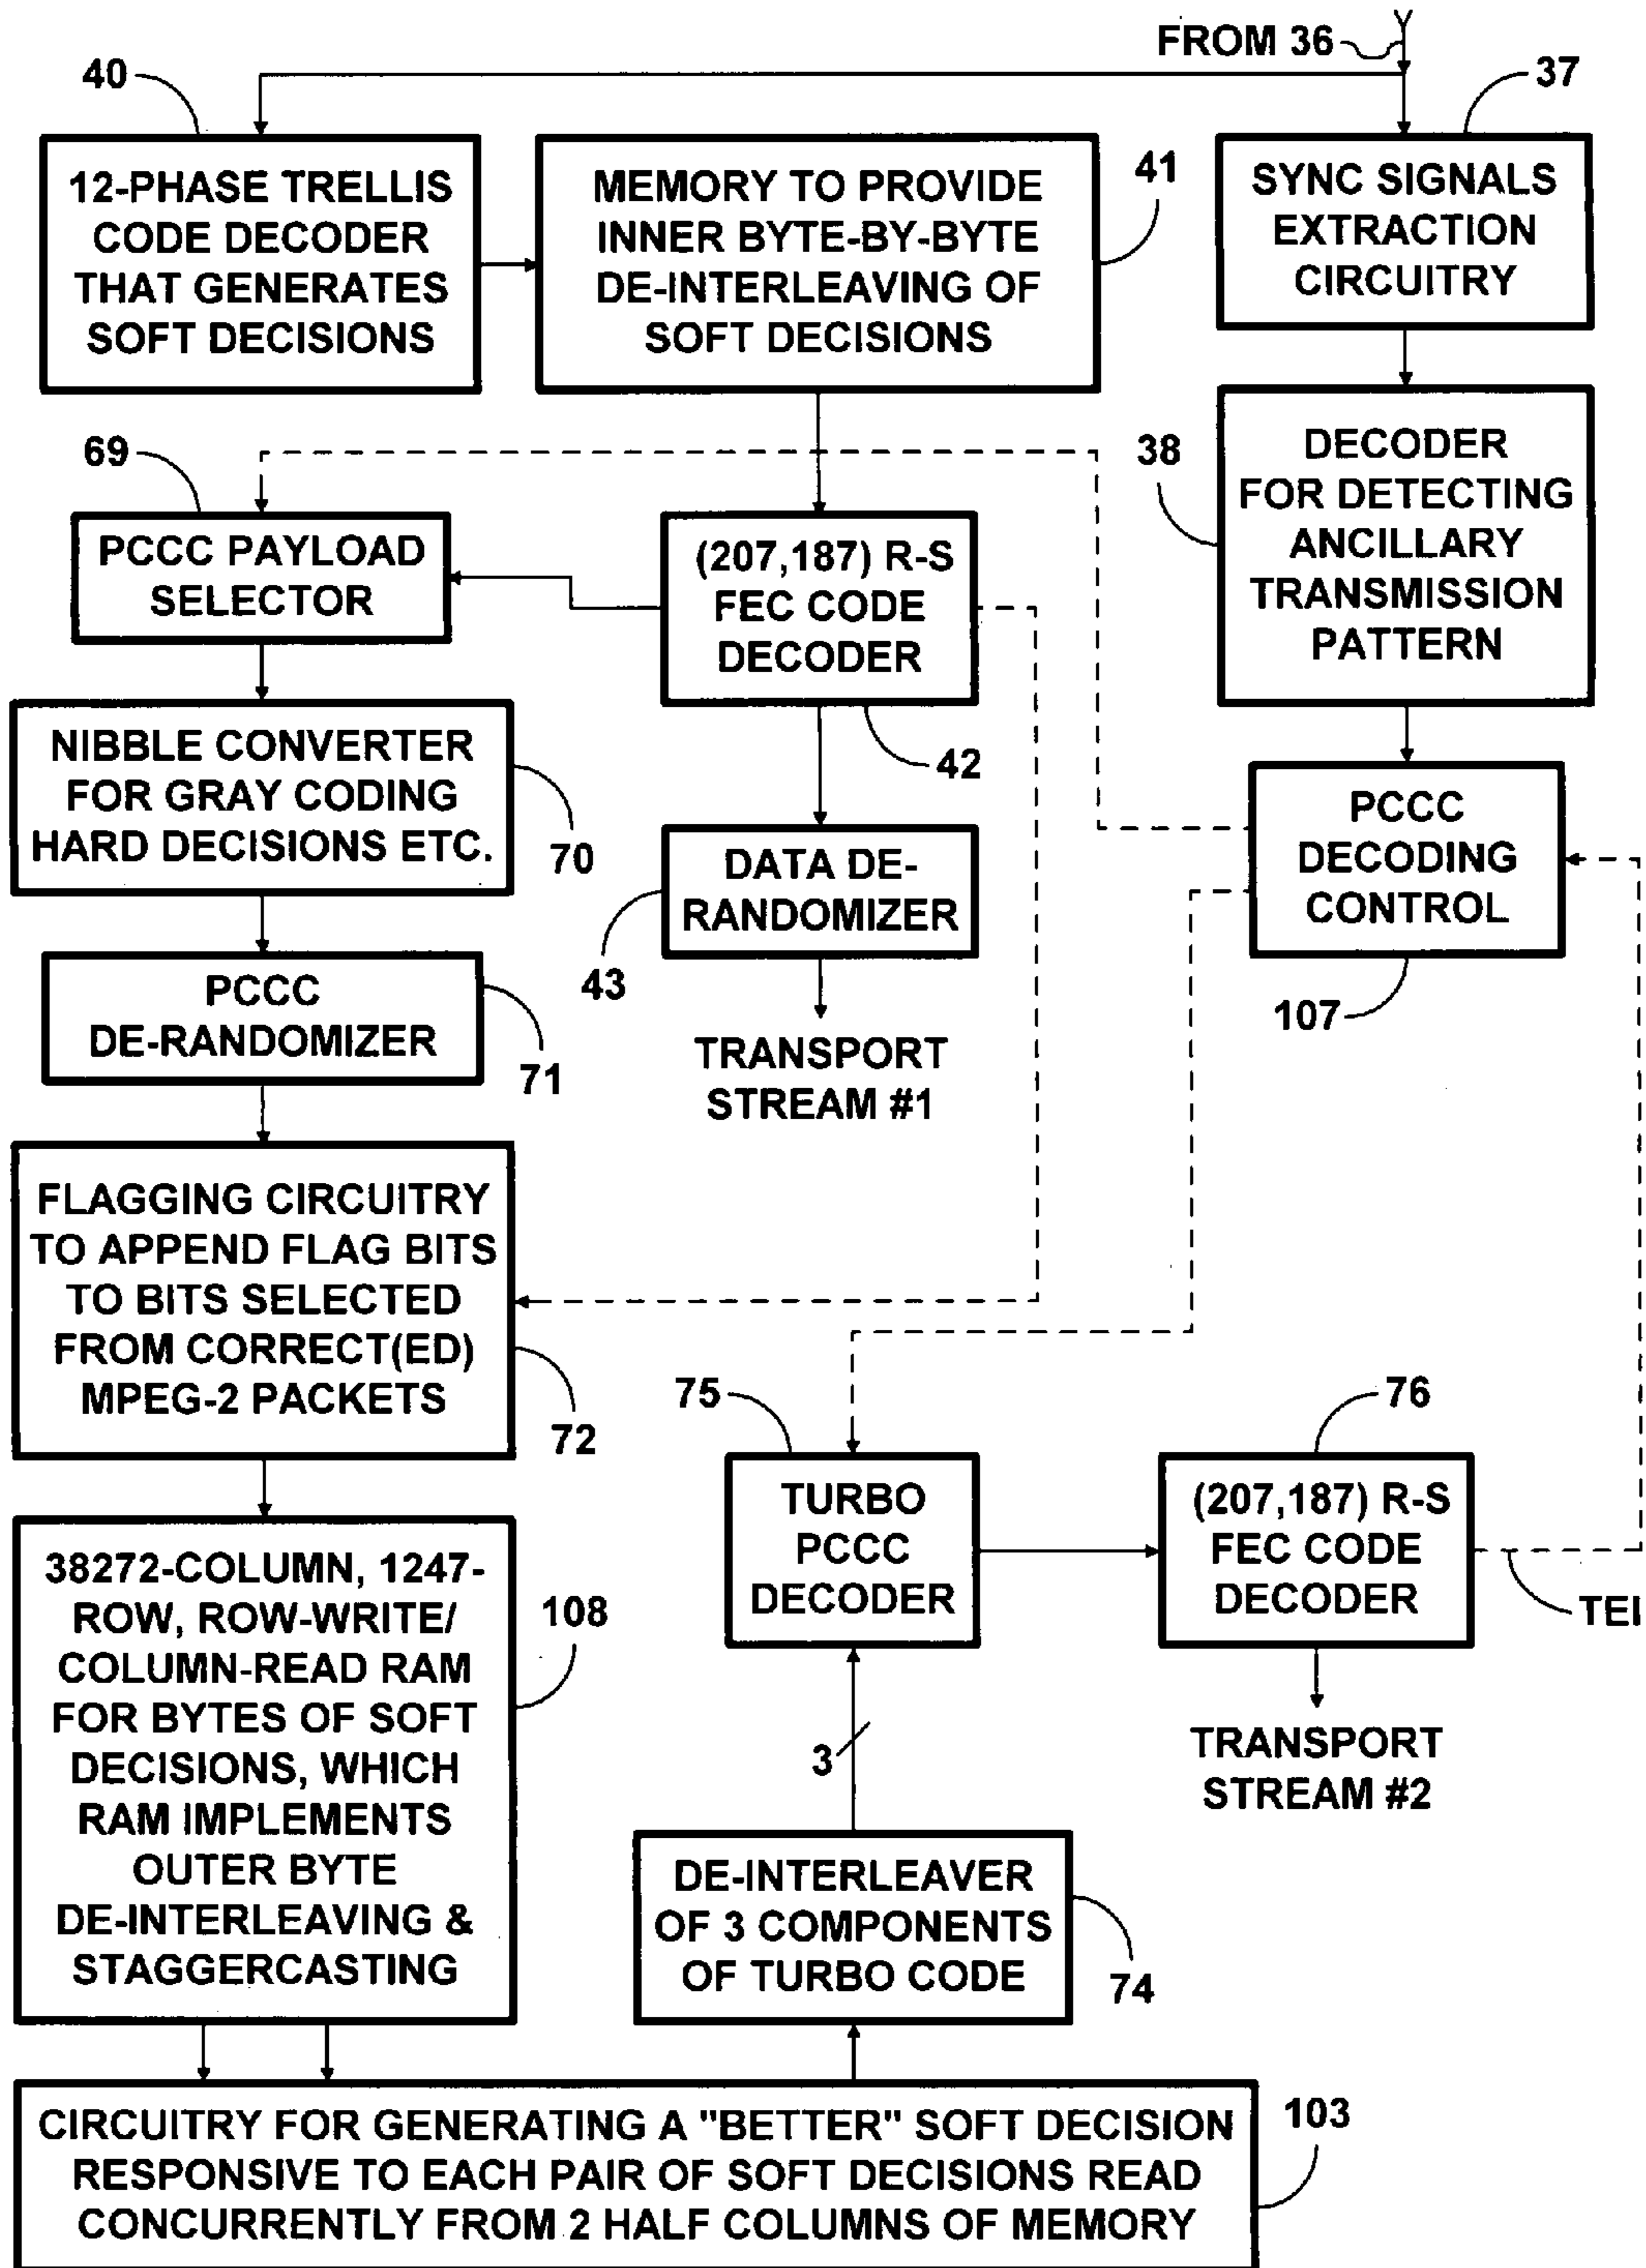 FROM 36
40
37
12-PHASE TRELLIS
CODE DECODER
THAT GENERATES
SOFT DECISIONS
MEMORY TO PROVIDE
INNER BYTE-BY-BYTE
DE-INTERLEAVING OF
SOFT DECISIONS
41
SYNC SIGNALS
EXTRACTION
CIRCUITRY
69
PCCC PAYLOAD
SELECTOR
(207,187) R-S
FEC CODE
DECODER
42
38
DECODER
FOR DETECTING
ANCILLARY
TRANSMISSION
PATTERN
NIBBLE CONVERTER
FOR GRAY CODING
HARD DECISIONS ETC.
70
DATA DE-
RANDOMIZER
43
TRANSPORT
STREAM #1
PCCC
DECODING
CONTROL
107
PCCC
DE-RANDOMIZER
71
FLAGGING CIRCUITRY
TO APPEND FLAG BITS
TO BITS SELECTED
FROM CORRECT(ED)
MPEG-2 PACKETS
72
75
TURBO
PCCC
DECODER
76
(207,187) R-S
FEC CODE
DECODER
TEI
TRANSPORT
STREAM #2
38272-COLUMN, 1247-
ROW, ROW-WRITE/
COLUMN-READ RAM
FOR BYTES OF SOFT
DECISIONS, WHICH
RAM IMPLEMENTS
OUTER BYTE
DE-INTERLEAVING &
STAGGERCASTING
108
3
DE-INTERLEAVER
OF 3 COMPONENTS
OF TURBO CODE
74
CIRCUITRY FOR GENERATING A "BETTER" SOFT DECISION
RESPONSIVE TO EACH PAIR OF SOFT DECISIONS READ
CONCURRENTLY FROM 2 HALF COLUMNS OF MEMORY
103